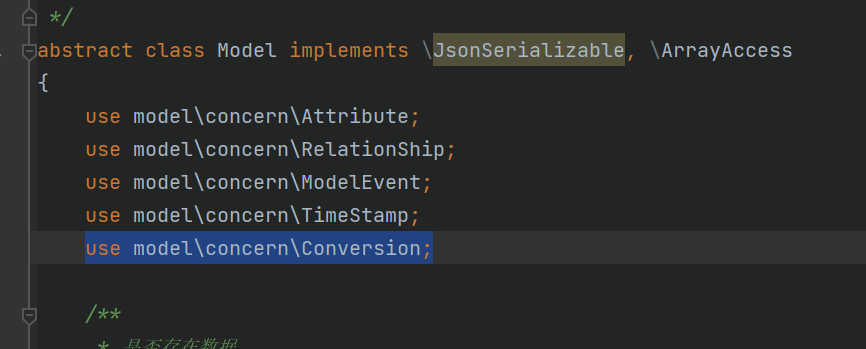 */
abstract class Model implements \JsonSerializable, \ArrayAccess
{
use model\concern\Attribute;
use model\concern\RelationShip;
use model\concern\ModelEvent;
use model\concern\TimeStamp;
use model\concern\Conversion;
/**
* 是否存在数据